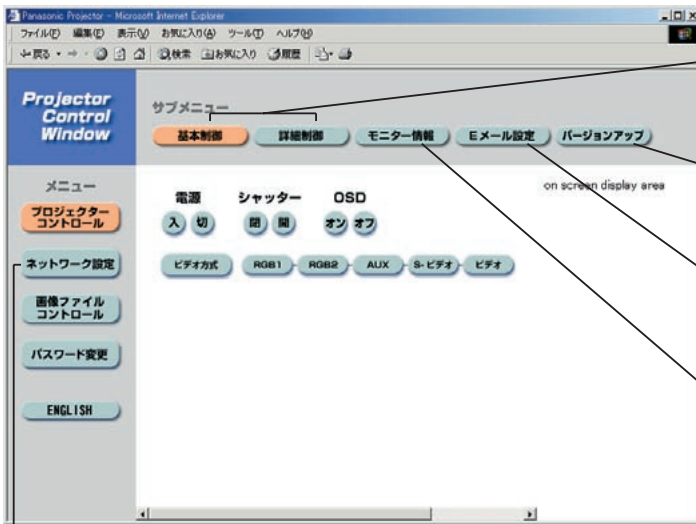 Panasonic Projector - Microsoft Internet Explorer
ファイル(F) 編集(E) 表示(V) お気に入り(A) ツール(T) ヘルプ(H)
戻る 検索 お気に入り 履歴
Projector
Control
Window
サブメニュー
基本制御 詳細制御 モニター情報 Eメール設定 バージョンアップ
メニュー
プロジェクター
コントロール
ネットワーク設定
画像ファイル
コントロール
パスワード変更
ENGLISH
電源 シャッター OSD
入 切 閉 開 オン オフ
ビデオ方式 RGB1 RGB2 AUX S-ビデオ ビデオ
on screen display area